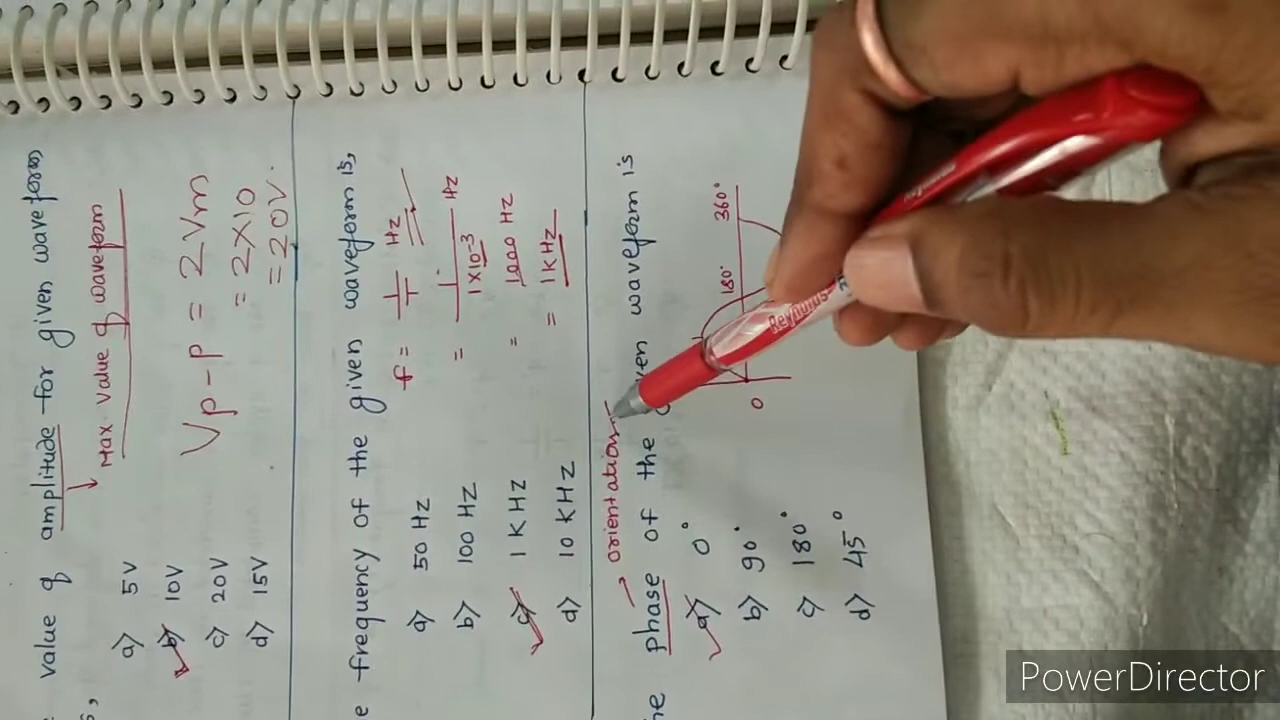 value of amplitude for given waveform
s,
→ Max value of waveform
a) 5V
b) 10V
c) 20V
d) 15V
Vp-p = 2Vm
= 2×10
= 20V.
frequency of the given waveform is,
a) 50 Hz
b) 100 Hz
c) 1 KHz
d) 10 KHz
f = 1/T Hz
= 1/1×10⁻³ Hz
= 1000 Hz
= 1KHz
→ orientation
phase of the waveform is
a) 0°
b) 90°
c) 180°
d) 45°
0 180° 360°
Reynolds
PowerDirector